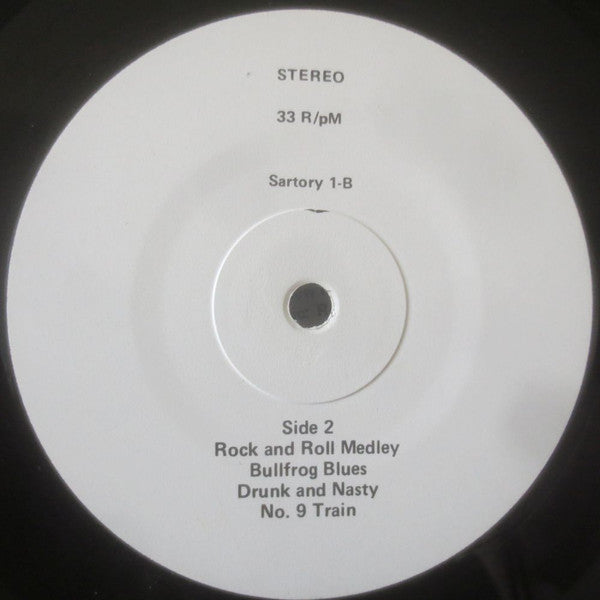 STEREO
33 R/pM
Sartory 1-B
Side 2
Rock and Roll Medley
Bullfrog Blues
Drunk and Nasty
No. 9 Train